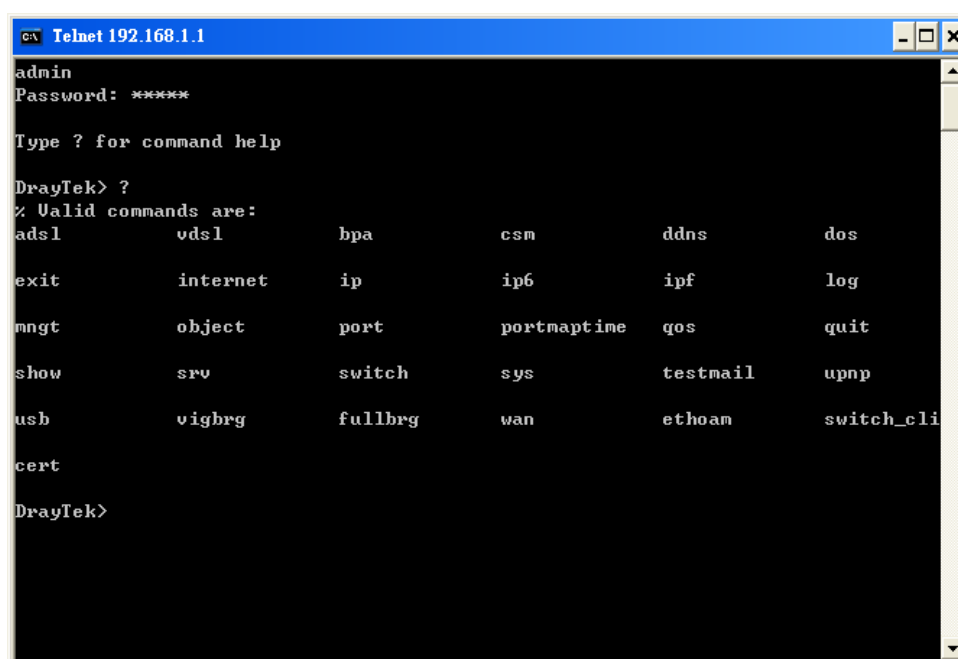 Telnet 192.168.1.1
admin
Password: *****
Type ? for command help
DrayTek> ?
% Valid commands are:
adsl vdsl bpa csm ddns dos
exit internet ip ip6 ipf log
mngt object port portmaptime qos quit
show srv switch sys testmail upnp
usb vigbrg fullbrg wan ethoam switch_cli
cert
DrayTek>